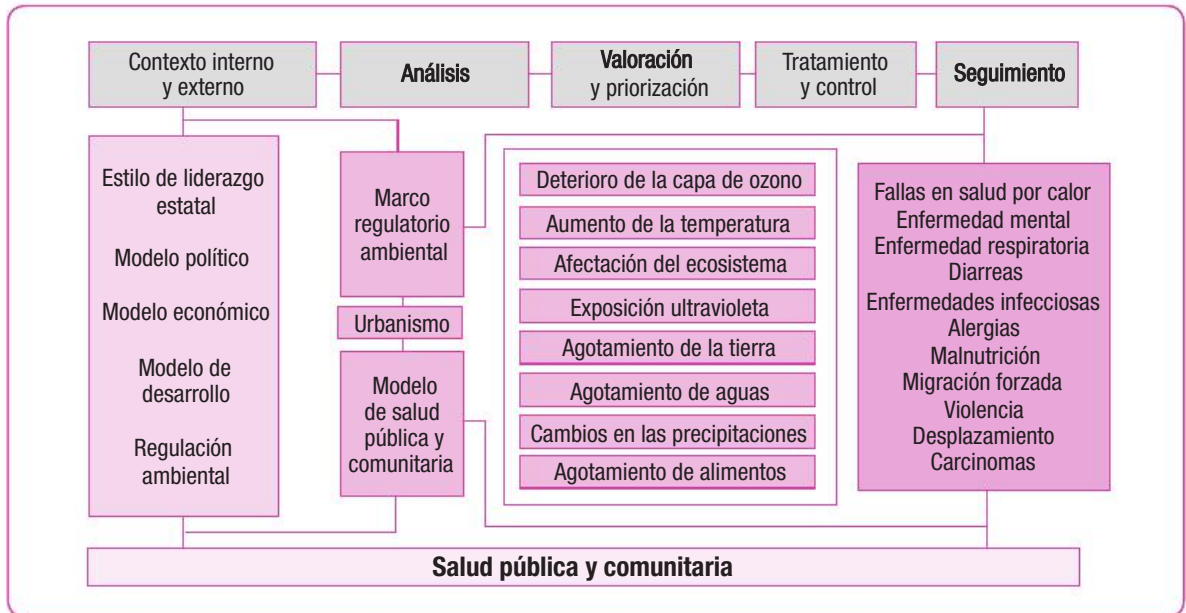 Contexto interno
y externo
Análisis
Valoración
y priorización
Tratamiento
y control
Seguimiento
Estilo de liderazgo
estatal
Modelo político
Modelo económico
Modelo de
desarrollo
Regulación
ambiental
Marco
regulatorio
ambiental
Urbanismo
Modelo
de salud
pública y
comunitaria
Deterioro de la capa de ozono
Aumento de la temperatura
Afectación del ecosistema
Exposición ultravioleta
Agotamiento de la tierra
Agotamiento de aguas
Cambios en las precipitaciones
Agotamiento de alimentos
Fallas en salud por calor
Enfermedad mental
Enfermedad respiratoria
Diarreas
Enfermedades infecciosas
Alergias
Malnutrición
Migración forzada
Violencia
Desplazamiento
Carcinomas
Salud pública y comunitaria